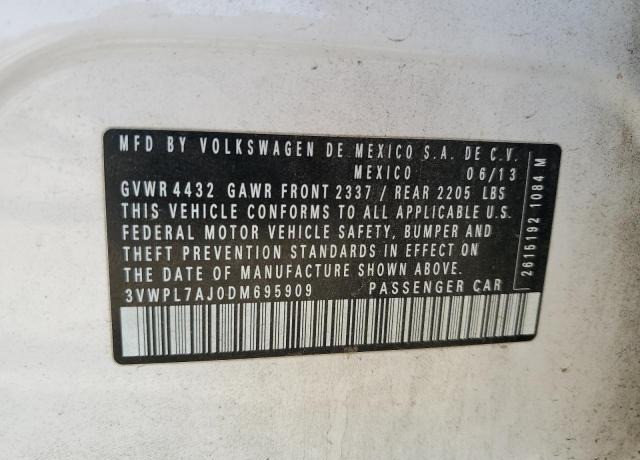 MFD BY VOLKSWAGEN DE MEXICO S.A. DE C.V.
MEXICO 06/13
GVWR 4432 GAWR FRONT 2337 / REAR 2205 LBS
THIS VEHICLE CONFORMS TO ALL APPLICABLE U.S.
FEDERAL MOTOR VEHICLE SAFETY, BUMPER AND
THEFT PREVENTION STANDARDS IN EFFECT ON
THE DATE OF MANUFACTURE SHOWN ABOVE.
3VWPL7AJ0DM695909 PASSENGER CAR
2615192 1084 M